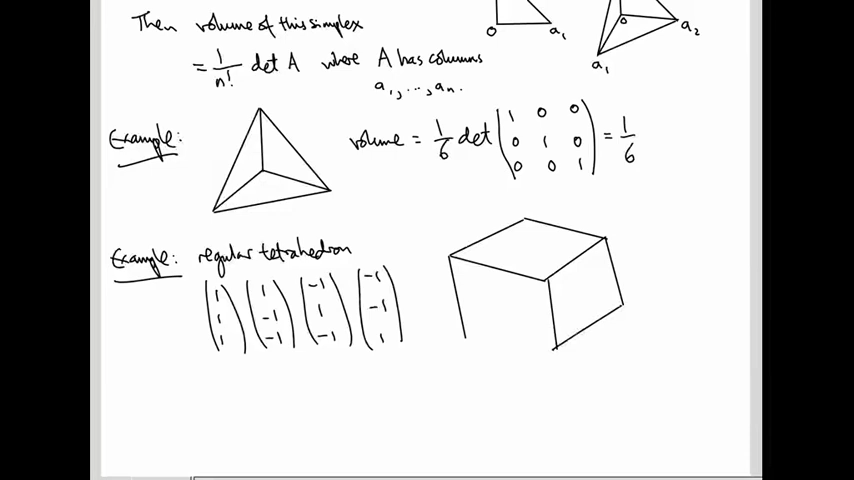 Then volume of this simplex
= 1/n! det A where A has columns
a₁, ..., aₙ.
0 a₁
0 a₂
a₁
Example: volume = 1/6 det (1 0 0; 0 1 0; 0 0 1) = 1/6
Example: regular tetrahedron
(1; 1; 1) (1; -1; -1) (-1; 1; -1) (-1; -1; 1)